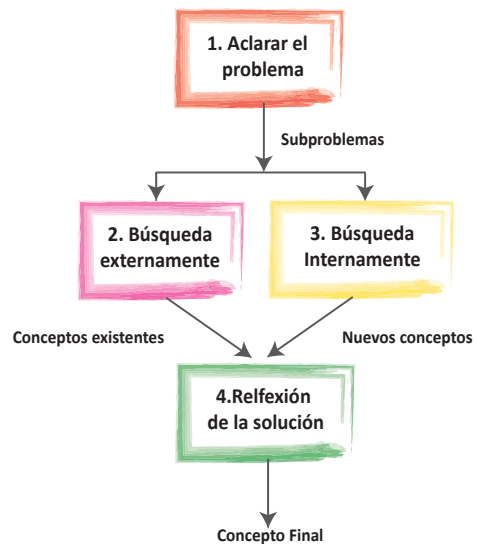 1. Aclarar el
problema
Subproblemas
2. Búsqueda
externamente
3. Búsqueda
Internamente
Conceptos existentes
Nuevos conceptos
4.Relfexión
de la solución
Concepto Final